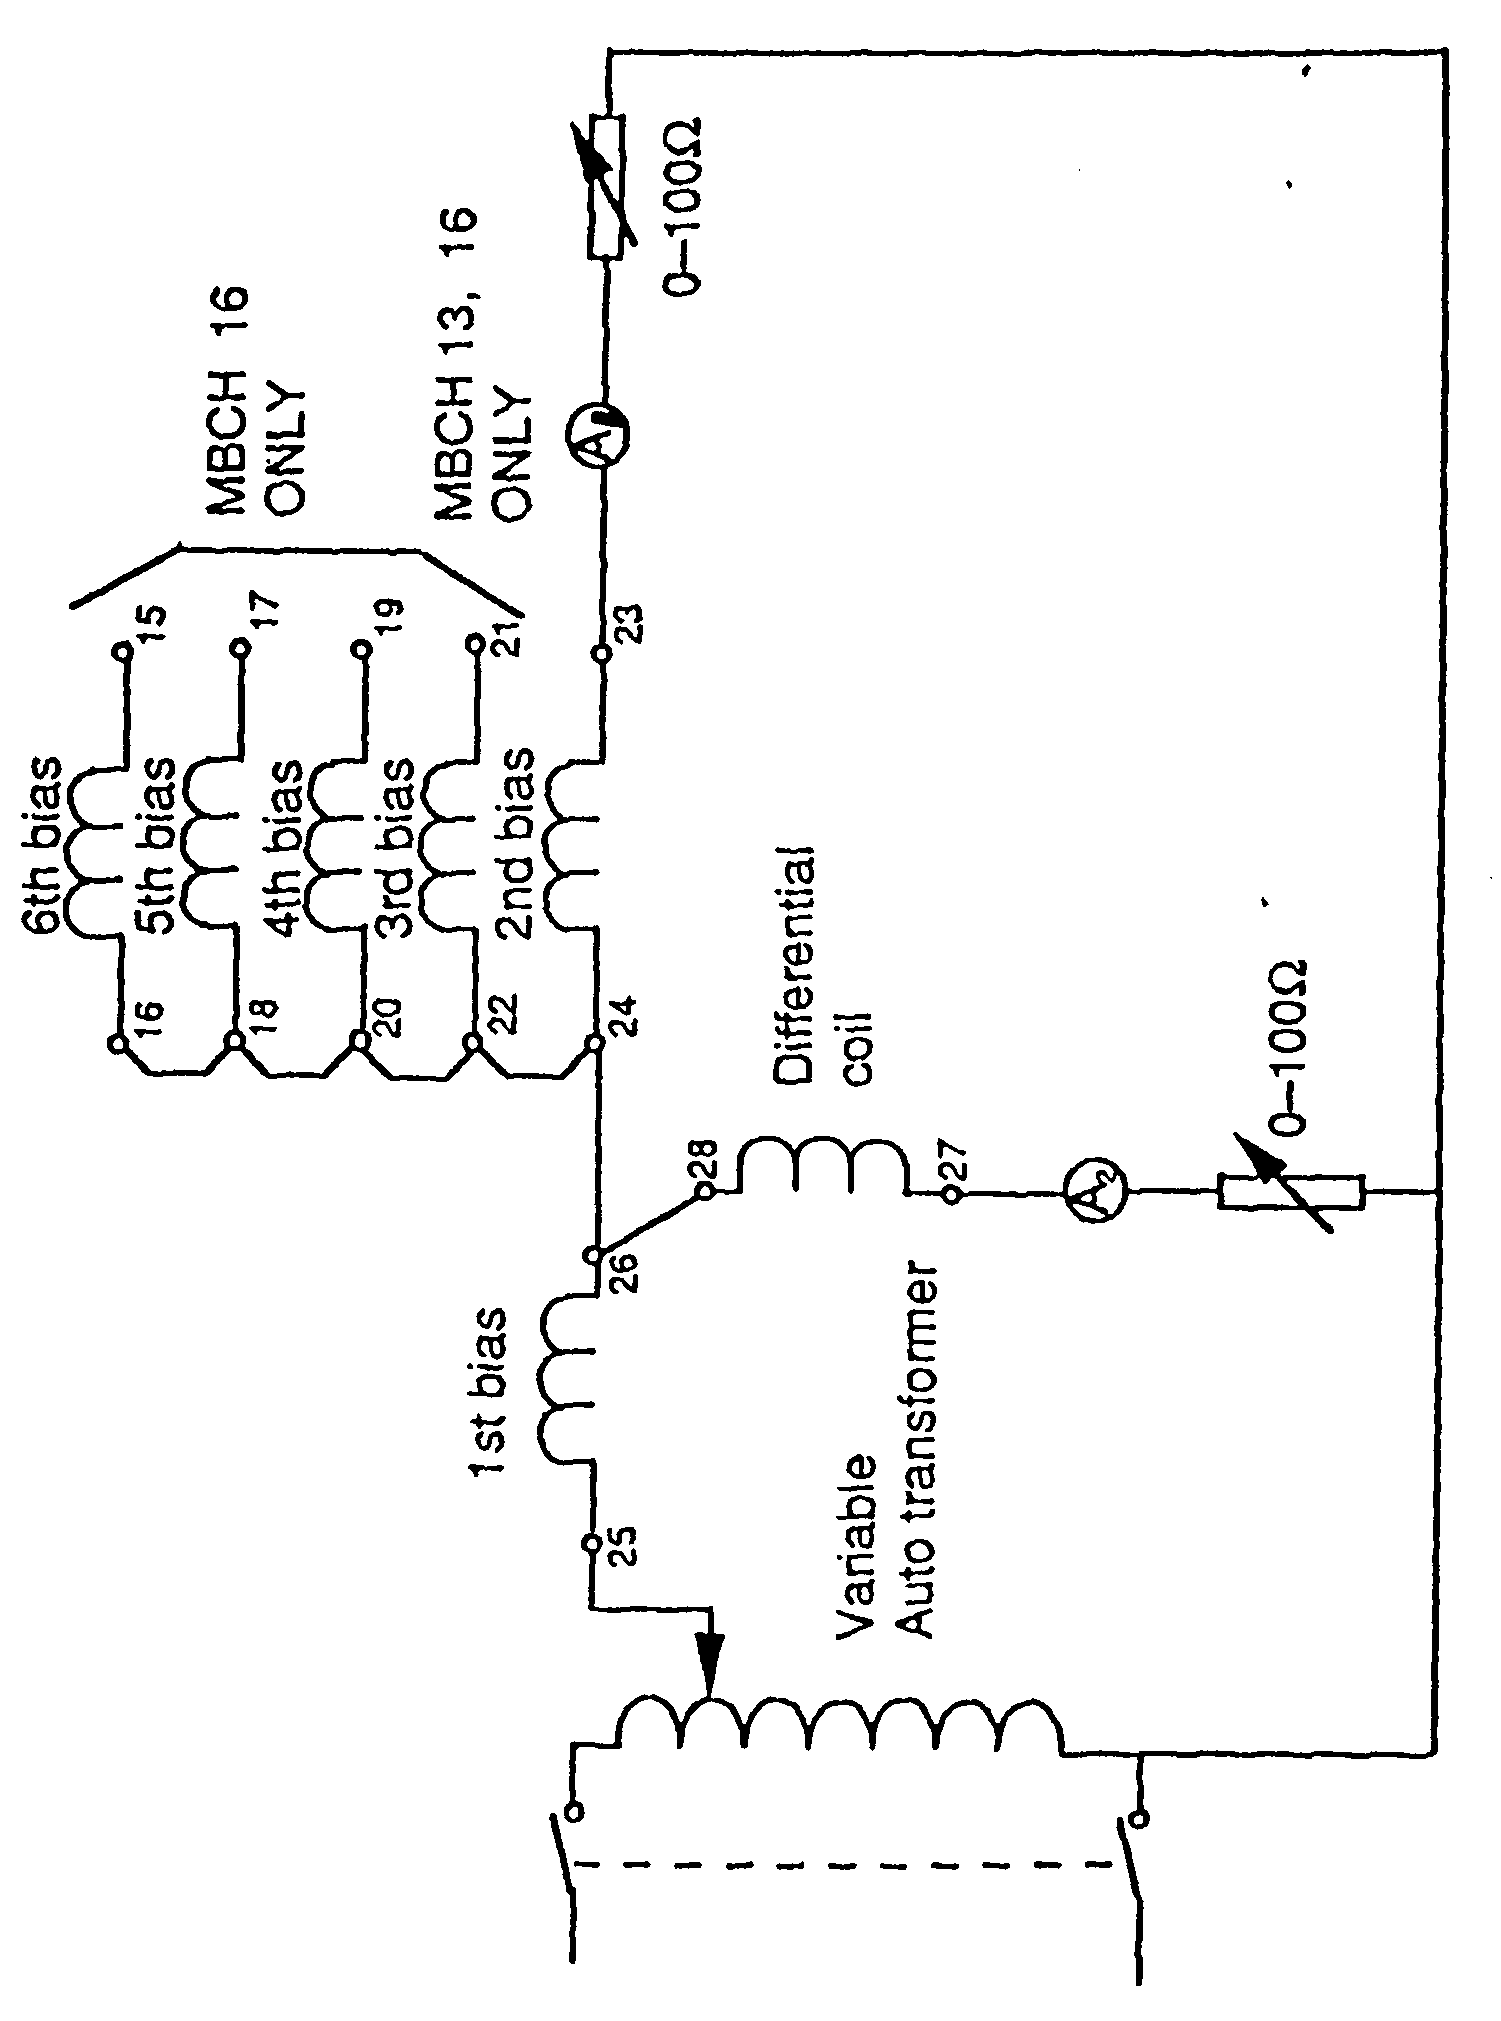 6th bias
16
15
5th bias
18
17
4th bias
20
19
3rd bias
22
21
2nd bias
24
23
MBCH 16
ONLY
MBCH 13, 16
ONLY
1st bias
25
26
A1
0–100Ω
28
27
Differential
coil
A2
0–100Ω
Variable
Auto transformer